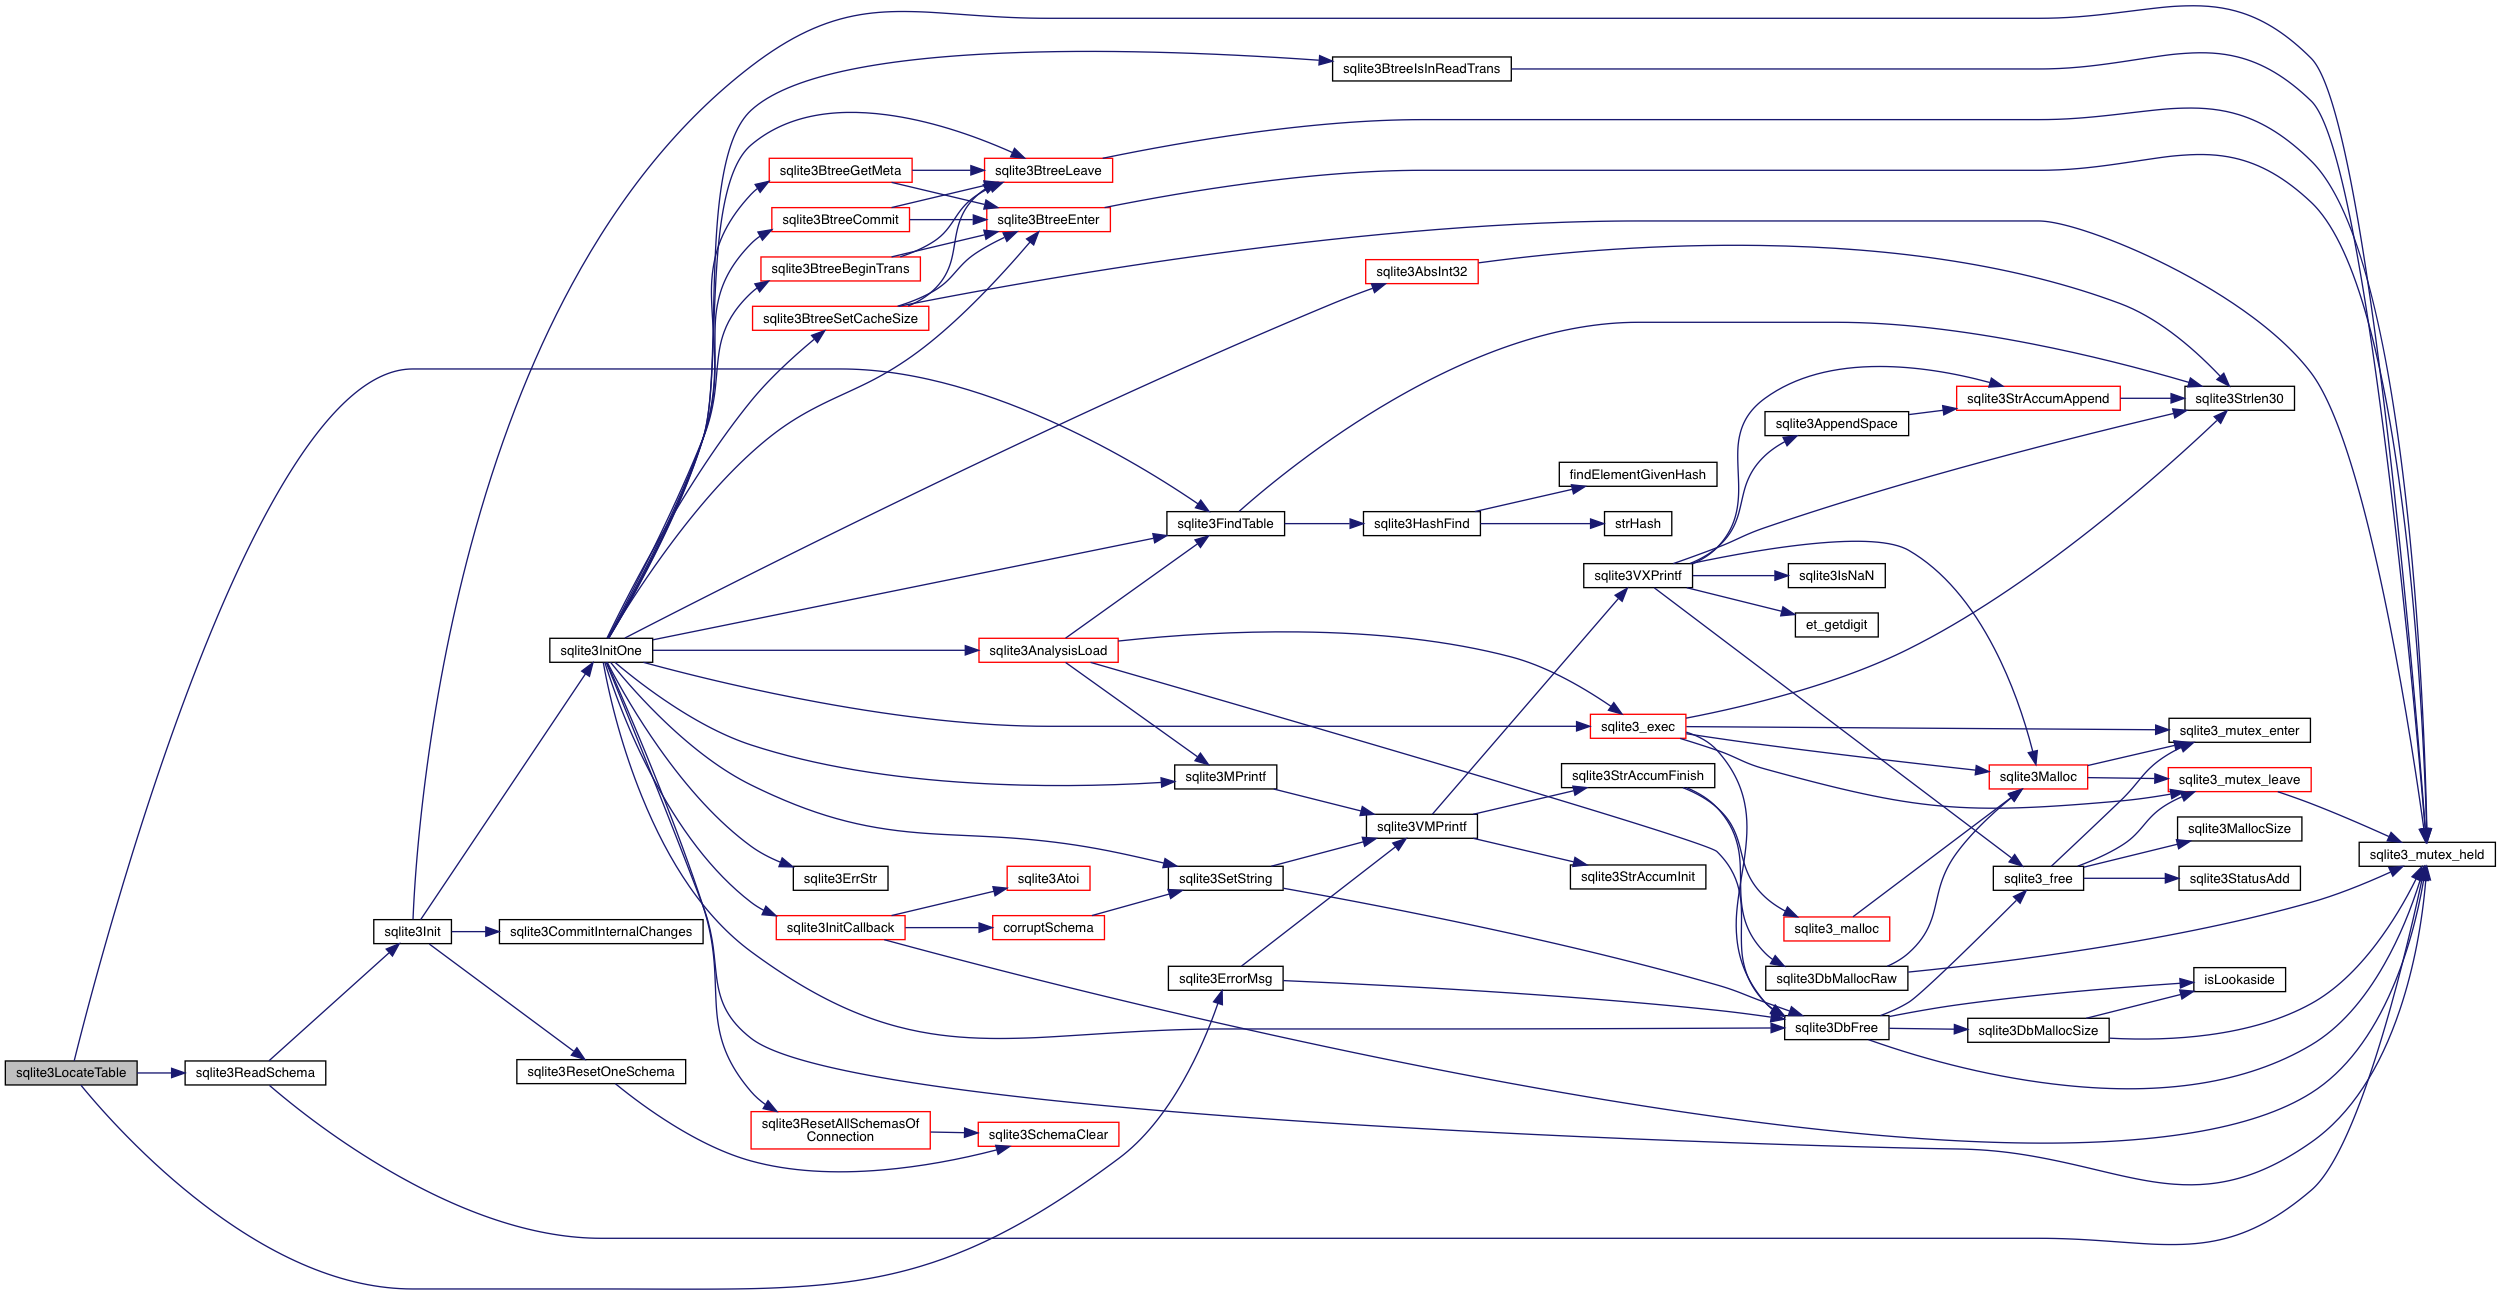 sqlite3LocateTable
sqlite3ReadSchema
sqlite3Init
sqlite3CommitInternalChanges
sqlite3ResetOneSchema
sqlite3InitOne
sqlite3BtreeGetMeta
sqlite3BtreeCommit
sqlite3BtreeBeginTrans
sqlite3BtreeSetCacheSize
sqlite3ErrStr
sqlite3InitCallback
sqlite3ResetAllSchemasOf
Connection
sqlite3BtreeLeave
sqlite3BtreeEnter
sqlite3AnalysisLoad
sqlite3Atoi
corruptSchema
sqlite3SchemaClear
sqlite3FindTable
sqlite3MPrintf
sqlite3SetString
sqlite3ErrorMsg
sqlite3BtreeIsInReadTrans
sqlite3AbsInt32
sqlite3HashFind
sqlite3VMPrintf
findElementGivenHash
strHash
sqlite3VXPrintf
sqlite3_exec
sqlite3StrAccumFinish
sqlite3StrAccumInit
sqlite3AppendSpace
sqlite3IsNaN
et_getdigit
sqlite3_malloc
sqlite3DbMallocRaw
sqlite3DbFree
sqlite3StrAccumAppend
sqlite3Malloc
sqlite3_free
sqlite3DbMallocSize
sqlite3Strlen30
sqlite3_mutex_enter
sqlite3_mutex_leave
sqlite3MallocSize
sqlite3StatusAdd
isLookaside
sqlite3_mutex_held